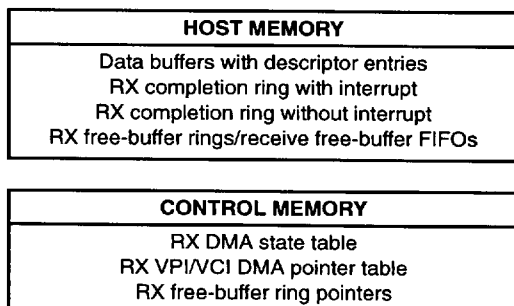 HOST MEMORY
Data buffers with descriptor entries
RX completion ring with interrupt
RX completion ring without interrupt
RX free-buffer rings/receive free-buffer FIFOs
CONTROL MEMORY
RX DMA state table
RX VPI/VCI DMA pointer table
RX free-buffer ring pointers